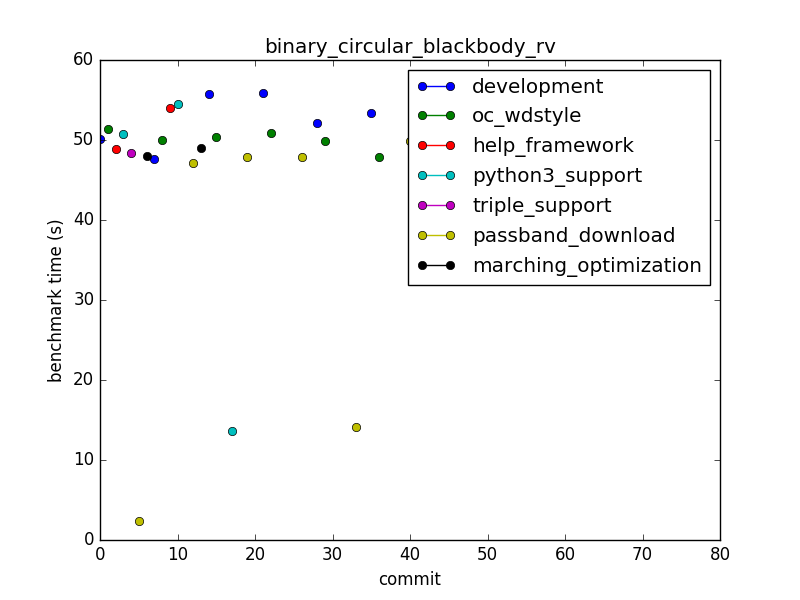 binary_circular_blackbody_rv
60
50
40
30
20
10
0
benchmark time (s)
development
oc_wdstyle
help_framework
python3_support
triple_support
passband_download
marching_optimization
0 10 20 30 40 50 60 70 80
commit